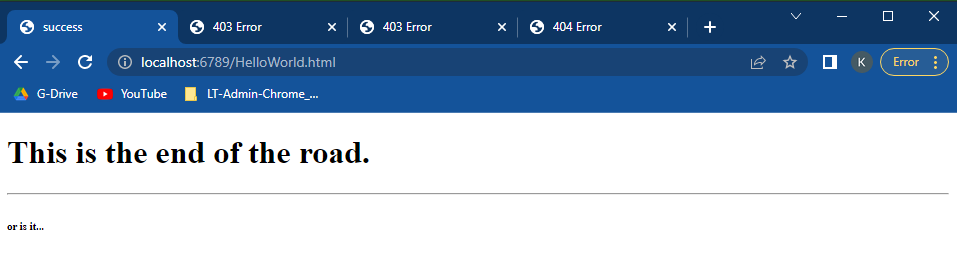 success
403 Error
403 Error
404 Error
localhost:6789/HelloWorld.html
K
Error
G-Drive
YouTube
LT-Admin-Chrome_...
This is the end of the road.
or is it...